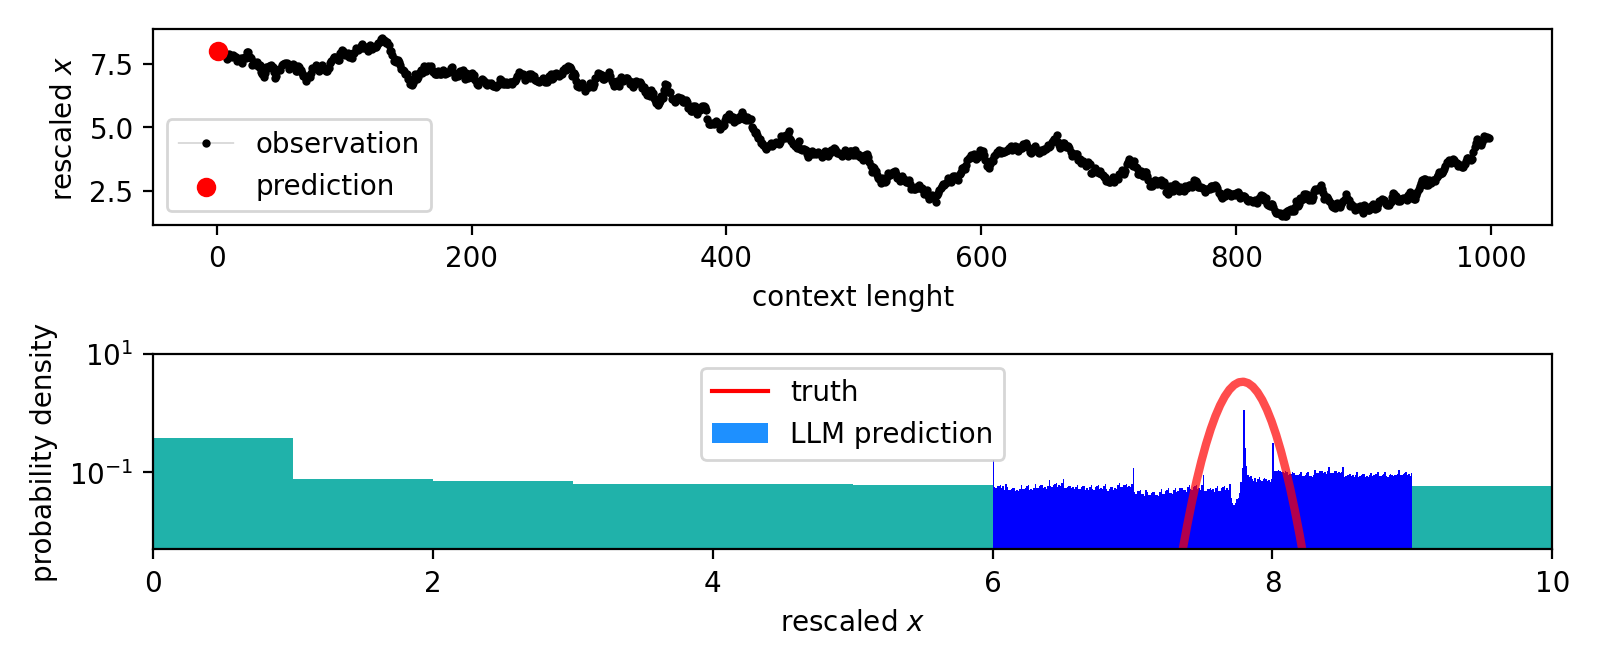 rescaled x
7.5
5.0
2.5
observation
prediction
0
200
400
600
800
1000
context lenght
probability density
10¹
10⁻¹
truth
LLM prediction
0
2
4
6
8
10
rescaled x